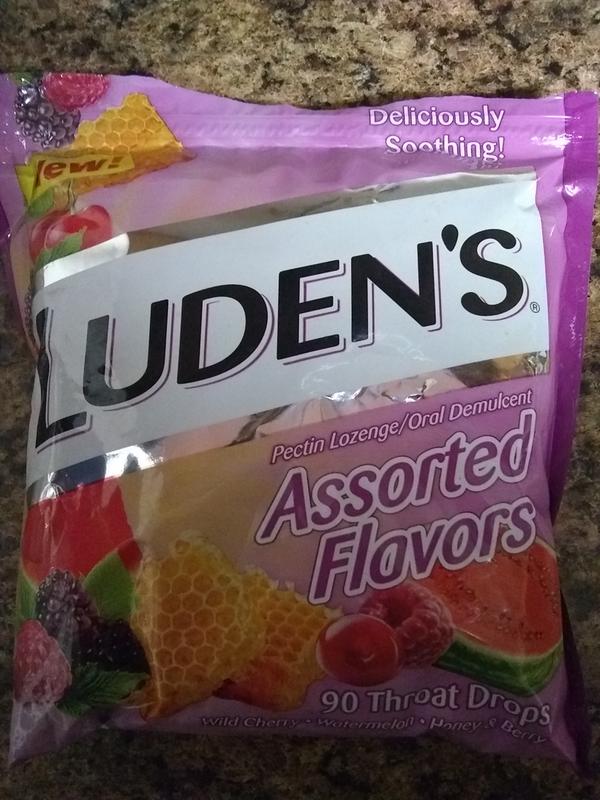 Deliciously
Soothing!
New!
LUDEN'S®
Pectin Lozenge/Oral Demulcent
Assorted
Flavors
90 Throat Drops
Wild Cherry • Watermelon • Honey & Berry